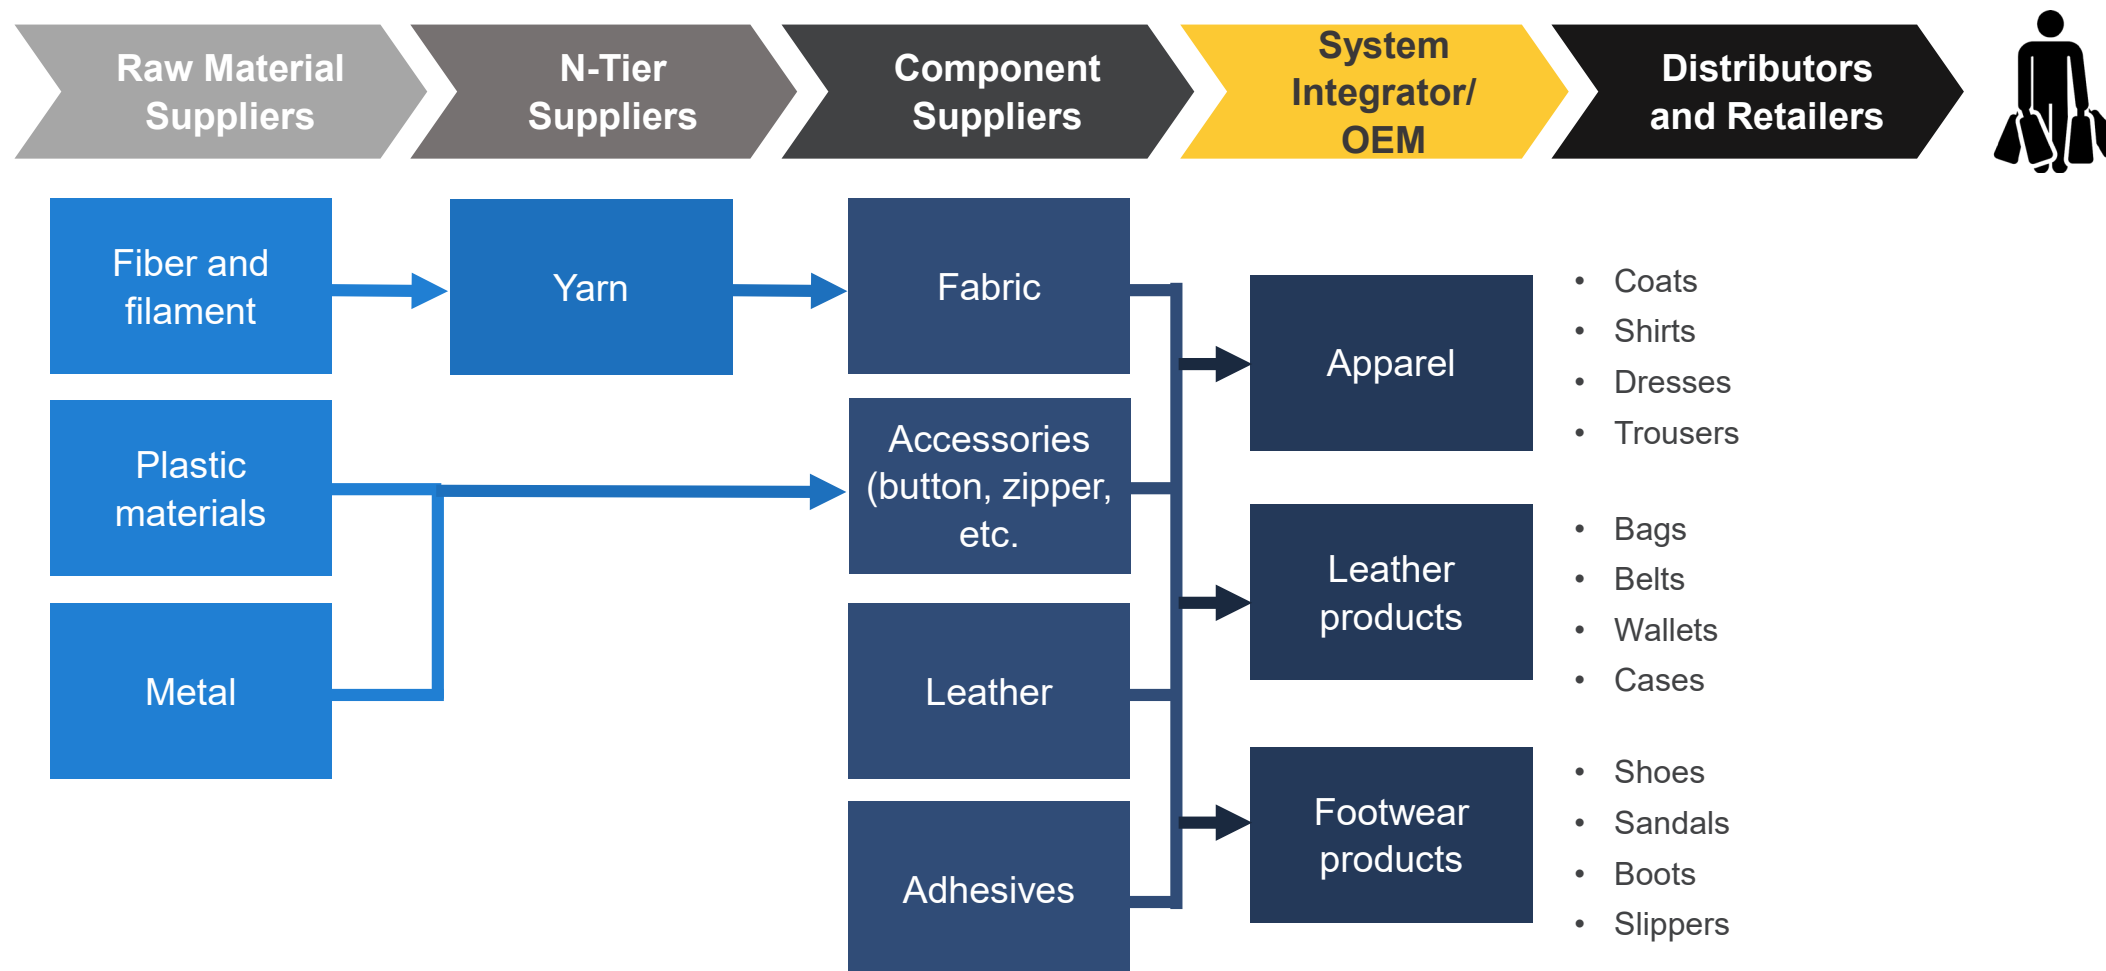 Raw Material
Suppliers
N-Tier
Suppliers
Component
Suppliers
System
Integrator/
OEM
Distributors
and Retailers
Fiber and
filament
Yarn
Fabric
Plastic
materials
Accessories
(button, zipper,
etc.
Metal
Leather
Adhesives
Apparel
• Coats
• Shirts
• Dresses
• Trousers
Leather
products
• Bags
• Belts
• Wallets
• Cases
Footwear
products
• Shoes
• Sandals
• Boots
• Slippers